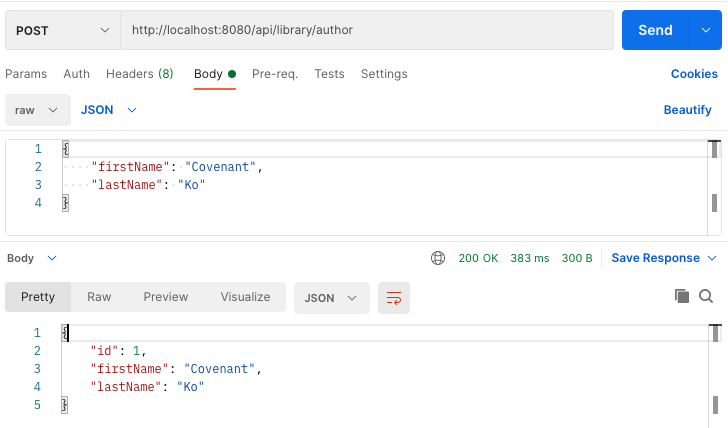 POST http://localhost:8080/api/library/author Send
Params Auth Headers (8) Body Pre-req. Tests Settings Cookies
raw JSON Beautify
1 {
2 "firstName": "Covenant",
3 "lastName": "Ko"
4 }
Body 200 OK 383 ms 300 B Save Response
Pretty Raw Preview Visualize JSON
1 {
2 "id": 1,
3 "firstName": "Covenant",
4 "lastName": "Ko"
5 }